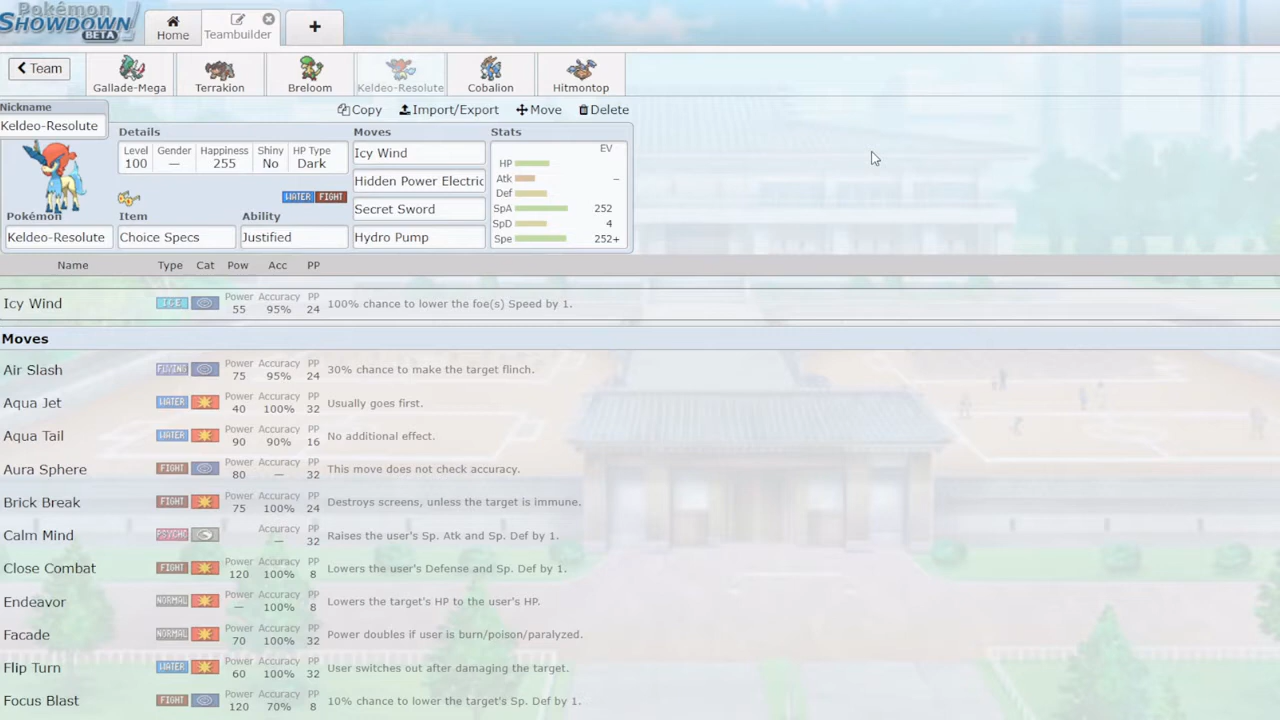 Pokémon
SHOWDOWN
BETA
Home
Teambuilder
+
Team
Gallade-Mega
Terrakion
Breloom
Keldeo-Resolute
Cobalion
Hitmontop
Nickname
Keldeo-Resolute
Copy
Import/Export
Move
Delete
Details
Moves
Stats
Level
Gender
Happiness
Shiny
HP Type
100
—
255
No
Dark
WATER
FIGHT
Pokémon
Item
Ability
Keldeo-Resolute
Choice Specs
Justified
Icy Wind
Hidden Power Electric
Secret Sword
Hydro Pump
EV
HP
Atk –
Def
SpA 252
SpD 4
Spe 252+
Name Type Cat Pow Acc PP
Icy Wind ICE Power 55 Accuracy 95% PP 24 100% chance to lower the foe(s) Speed by 1.
Moves
Air Slash FLYING Power 75 Accuracy 95% PP 24 30% chance to make the target flinch.
Aqua Jet WATER Power 40 Accuracy 100% PP 32 Usually goes first.
Aqua Tail WATER Power 90 Accuracy 90% PP 16 No additional effect.
Aura Sphere FIGHT Power 80 Accuracy — PP 32 This move does not check accuracy.
Brick Break FIGHT Power 75 Accuracy 100% PP 24 Destroys screens, unless the target is immune.
Calm Mind PSYCHC Accuracy — PP 32 Raises the user's Sp. Atk and Sp. Def by 1.
Close Combat FIGHT Power 120 Accuracy 100% PP 8 Lowers the user's Defense and Sp. Def by 1.
Endeavor NORMAL Power — Accuracy 100% PP 8 Lowers the target's HP to the user's HP.
Facade NORMAL Power 70 Accuracy 100% PP 32 Power doubles if user is burn/poison/paralyzed.
Flip Turn WATER Power 60 Accuracy 100% PP 32 User switches out after damaging the target.
Focus Blast FIGHT Power 120 Accuracy 70% PP 8 10% chance to lower the target's Sp. Def by 1.